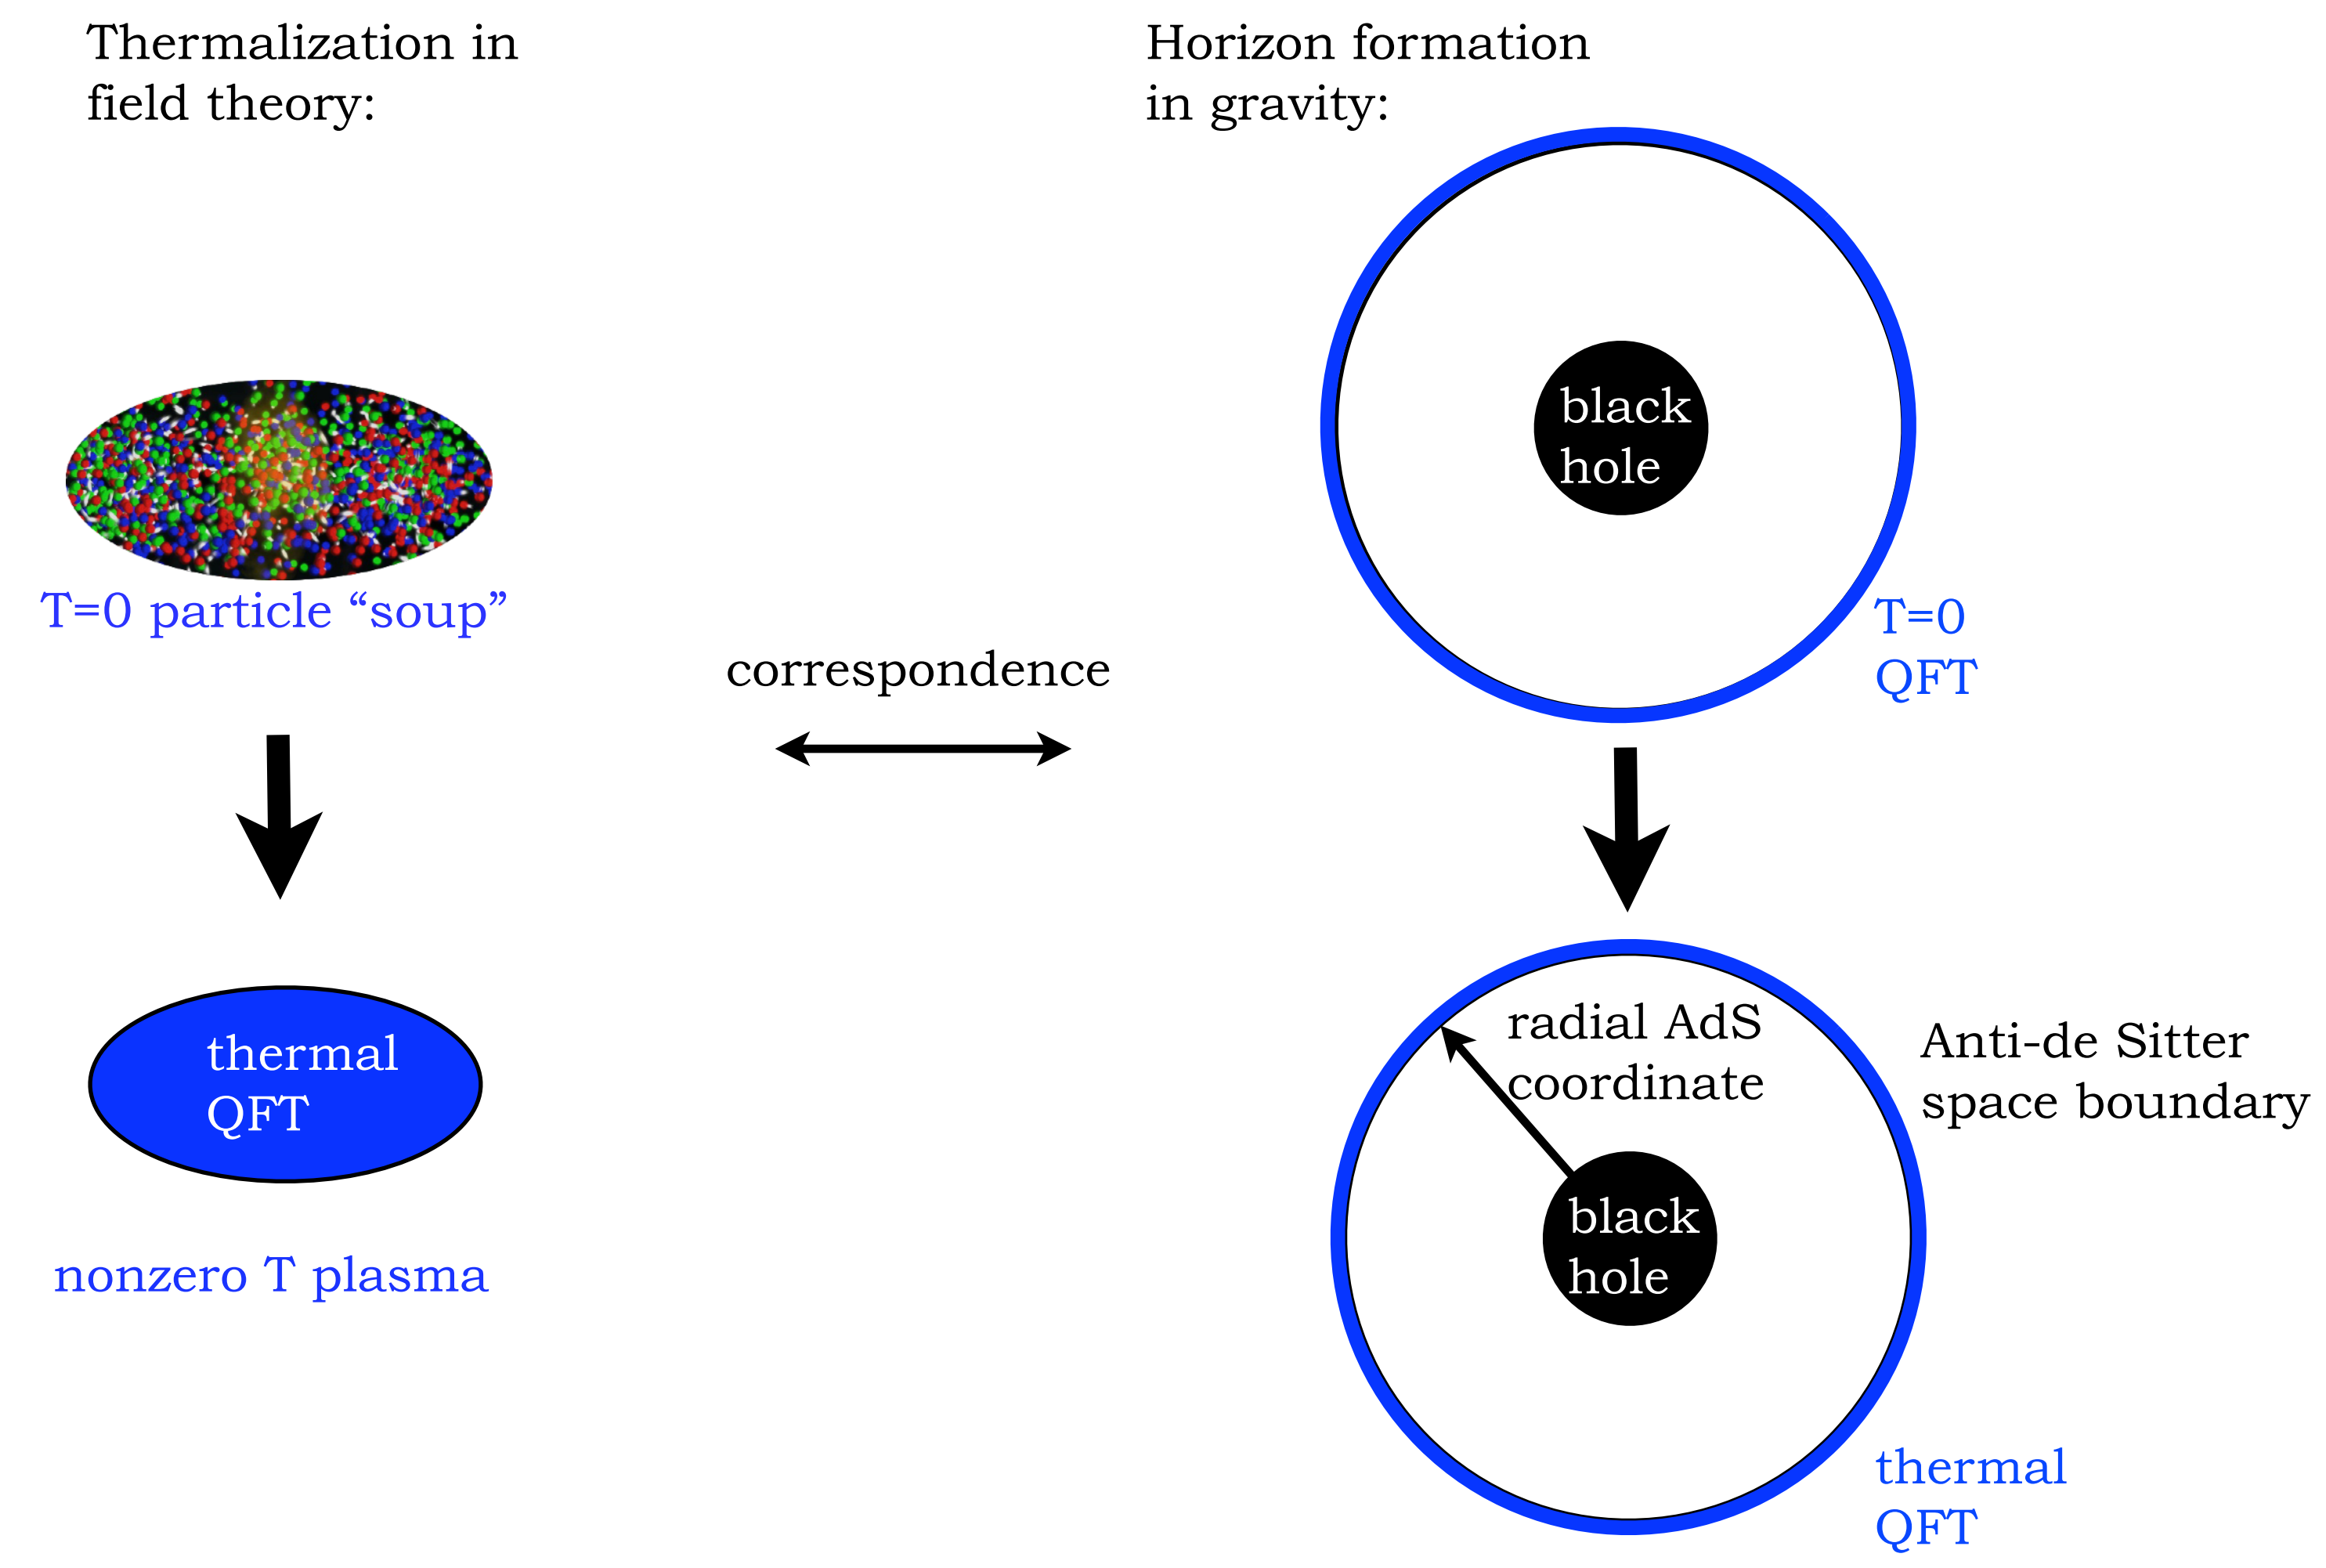 Thermalization in
field theory:
Horizon formation
in gravity:
black
hole
T=0 particle “soup”
T=0
QFT
correspondence
radial AdS
coordinate
Anti-de Sitter
space boundary
thermal
QFT
black
hole
nonzero T plasma
thermal
QFT